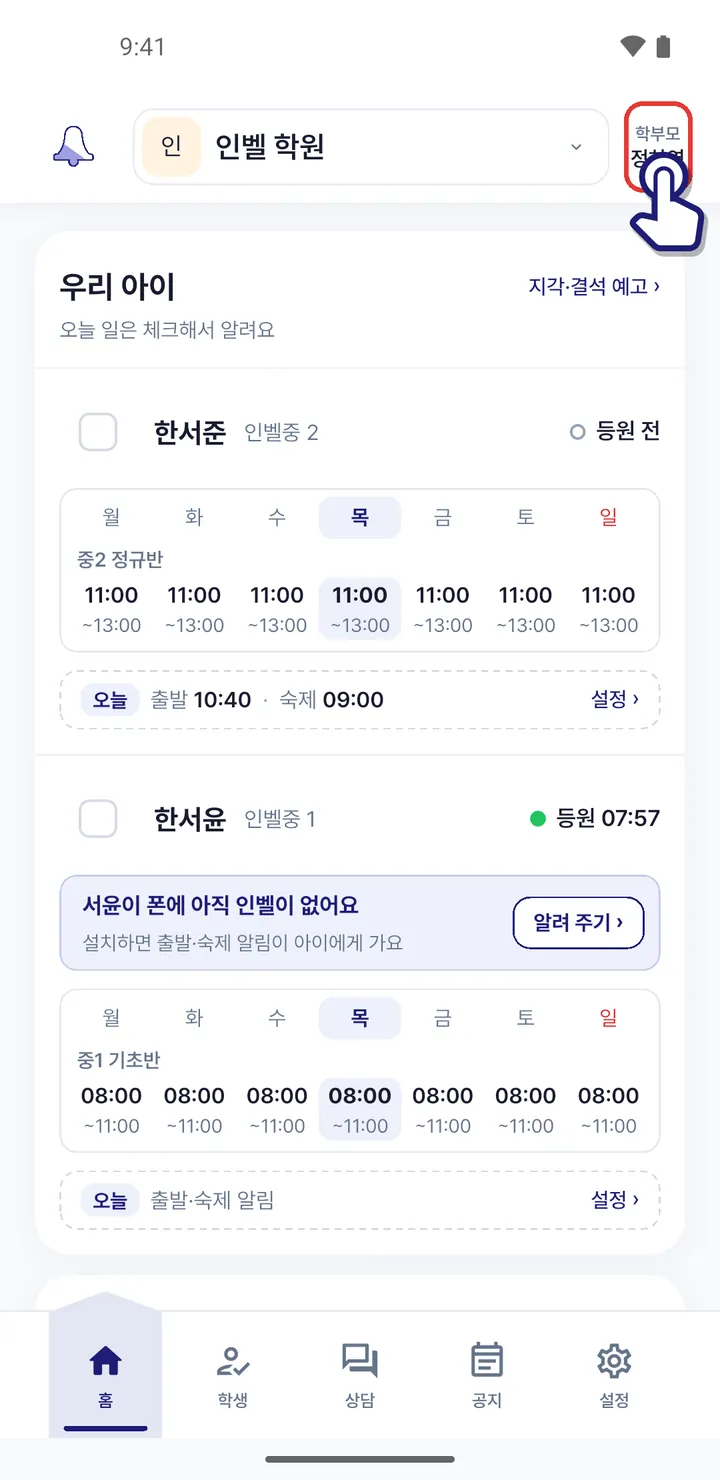 9:41
인 인벨 학원
학부모
우리 아이
지각·결석 예고 ›
오늘 일은 체크해서 알려요
한서준 인벨중 2
등원 전
월 화 수 목 금 토 일
중2 정규반
11:00 11:00 11:00 11:00 11:00 11:00 11:00
~13:00 ~13:00 ~13:00 ~13:00 ~13:00 ~13:00 ~13:00
오늘 출발 10:40 · 숙제 09:00 설정 ›
한서윤 인벨중 1
등원 07:57
서윤이 폰에 아직 인벨이 없어요
설치하면 출발·숙제 알림이 아이에게 가요
알려 주기 ›
월 화 수 목 금 토 일
중1 기초반
08:00 08:00 08:00 08:00 08:00 08:00 08:00
~11:00 ~11:00 ~11:00 ~11:00 ~11:00 ~11:00 ~11:00
오늘 출발·숙제 알림 설정 ›
홈 학생 상담 공지 설정